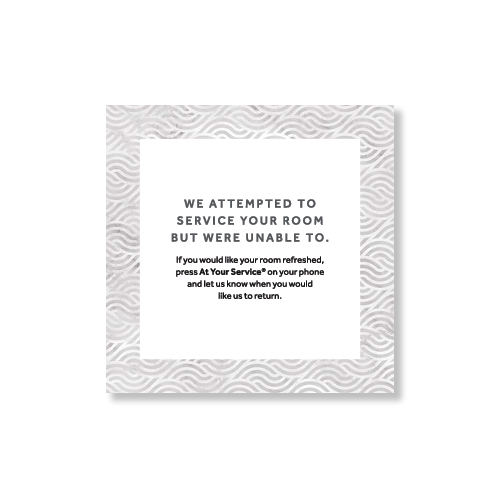 WE ATTEMPTED TO
SERVICE YOUR ROOM
BUT WERE UNABLE TO.
If you would like your room refreshed,
press At Your Service® on your phone
and let us know when you would
like us to return.